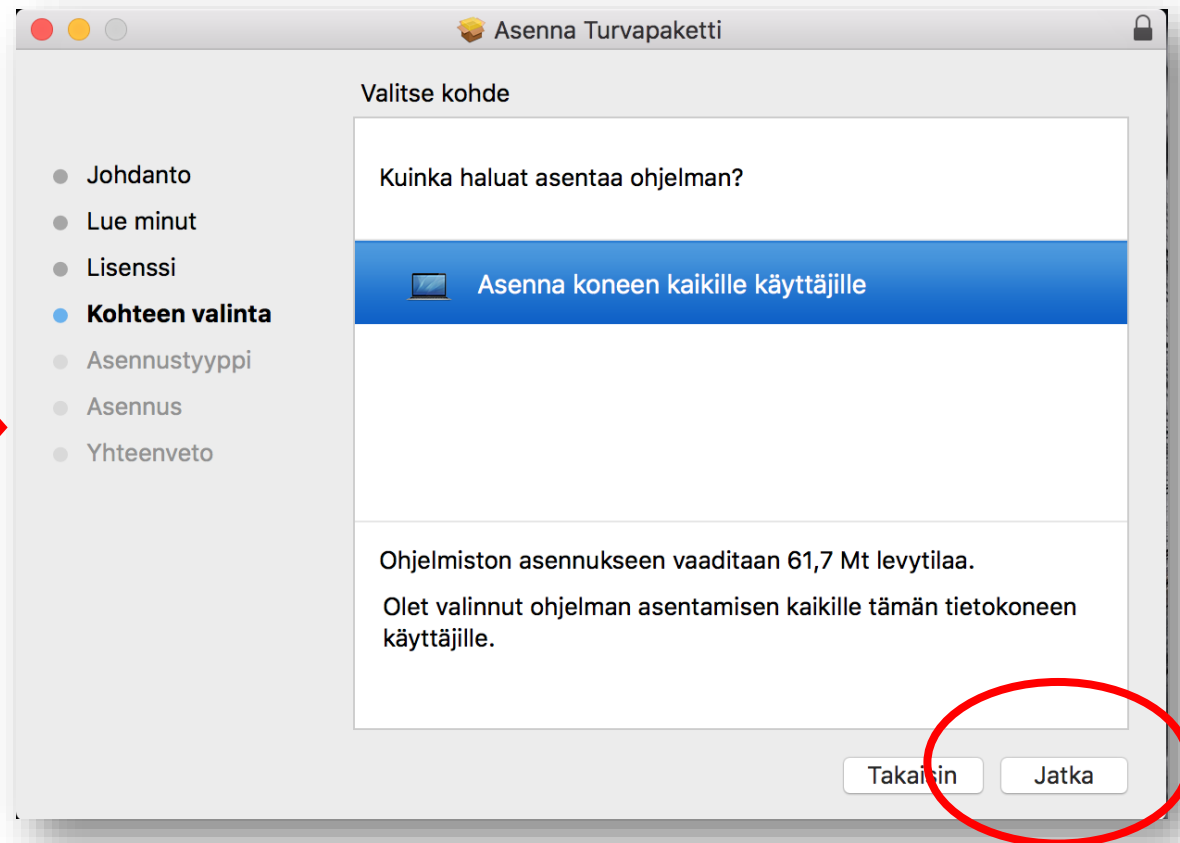 Asenna Turvapaketti
Valitse kohde
Johdanto
Lue minut
Lisenssi
Kohteen valinta
Asennustyyppi
Asennus
Yhteenveto
Kuinka haluat asentaa ohjelman?
Asenna koneen kaikille käyttäjille
Ohjelmiston asennukseen vaaditaan 61,7 Mt levytilaa.
Olet valinnut ohjelman asentamisen kaikille tämän tietokoneen
käyttäjille.
Takaisin
Jatka